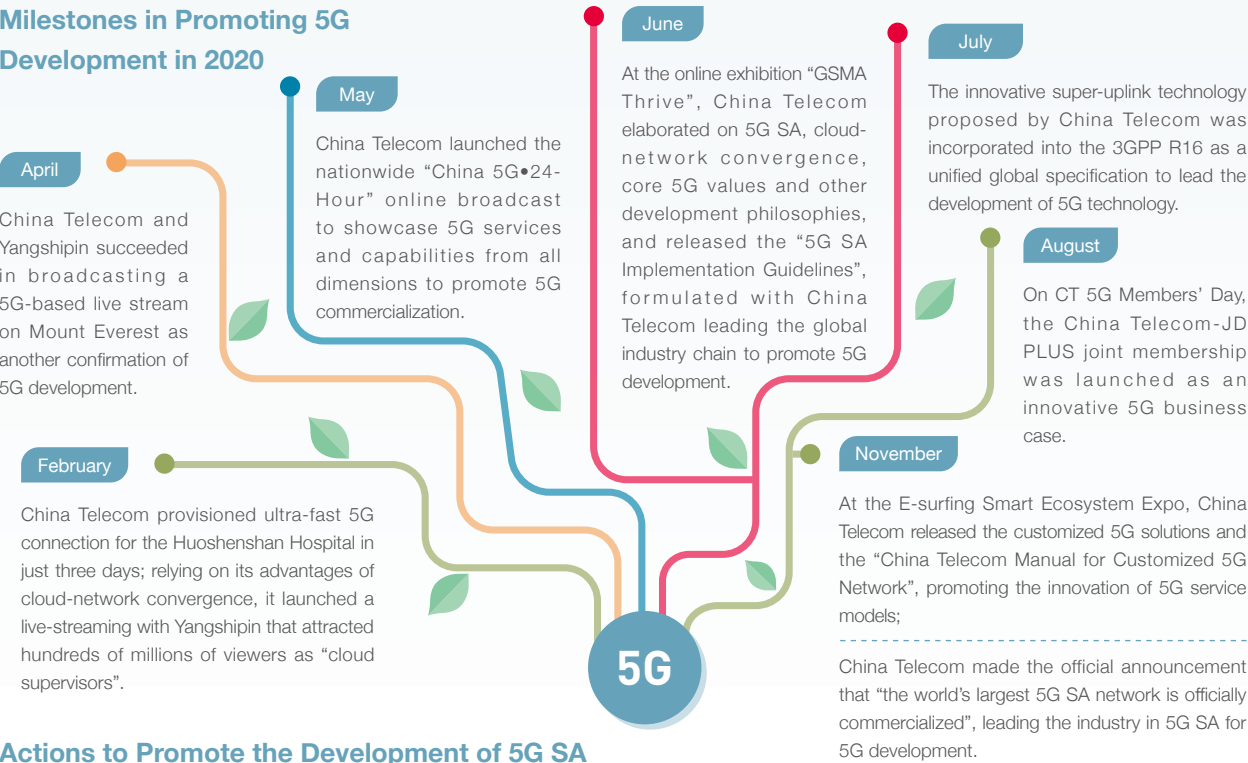 Milestones in Promoting 5G
Development in 2020
February
China Telecom provisioned ultra-fast 5G
connection for the Huoshenshan Hospital in
just three days; relying on its advantages of
cloud-network convergence, it launched a
live-streaming with Yangshipin that attracted
hundreds of millions of viewers as “cloud
supervisors”.
April
China Telecom and
Yangshipin succeeded
in broadcasting a
5G-based live stream
on Mount Everest as
another confirmation of
5G development.
May
China Telecom launched the
nationwide “China 5G•24-
Hour” online broadcast
to showcase 5G services
and capabilities from all
dimensions to promote 5G
commercialization.
June
At the online exhibition “GSMA
Thrive”, China Telecom
elaborated on 5G SA, cloud-
network convergence,
core 5G values and other
development philosophies,
and released the “5G SA
Implementation Guidelines”,
formulated with China
Telecom leading the global
industry chain to promote 5G
development.
July
The innovative super-uplink technology
proposed by China Telecom was
incorporated into the 3GPP R16 as a
unified global specification to lead the
development of 5G technology.
August
On CT 5G Members’ Day,
the China Telecom-JD
PLUS joint membership
was launched as an
innovative 5G business
case.
November
At the E-surfing Smart Ecosystem Expo, China
Telecom released the customized 5G solutions and
the “China Telecom Manual for Customized 5G
Network”, promoting the innovation of 5G service
models;
China Telecom made the official announcement
that “the world’s largest 5G SA network is officially
commercialized”, leading the industry in 5G SA for
5G development.
5G
Actions to Promote the Development of 5G SA